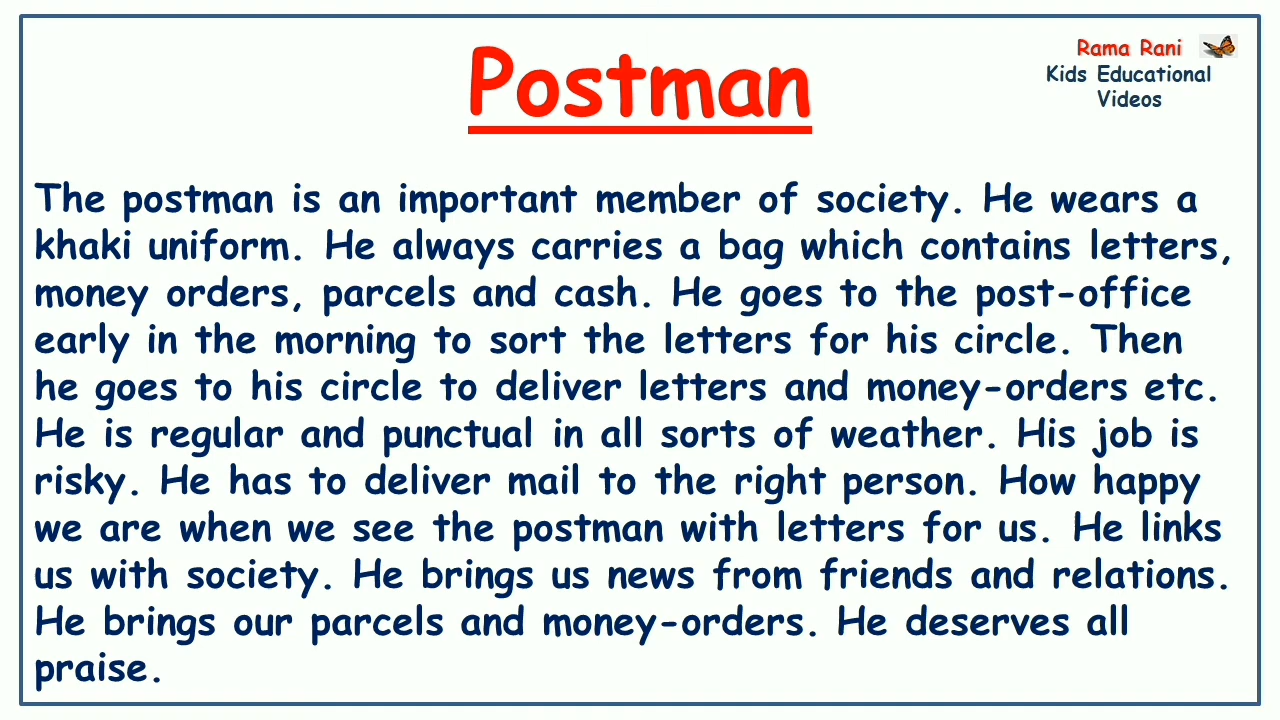 Postman
Rama Rani
Kids Educational
Videos
The postman is an important member of society. He wears a
khaki uniform. He always carries a bag which contains letters,
money orders, parcels and cash. He goes to the post-office
early in the morning to sort the letters for his circle. Then
he goes to his circle to deliver letters and money-orders etc.
He is regular and punctual in all sorts of weather. His job is
risky. He has to deliver mail to the right person. How happy
we are when we see the postman with letters for us. He links
us with society. He brings us news from friends and relations.
He brings our parcels and money-orders. He deserves all
praise.